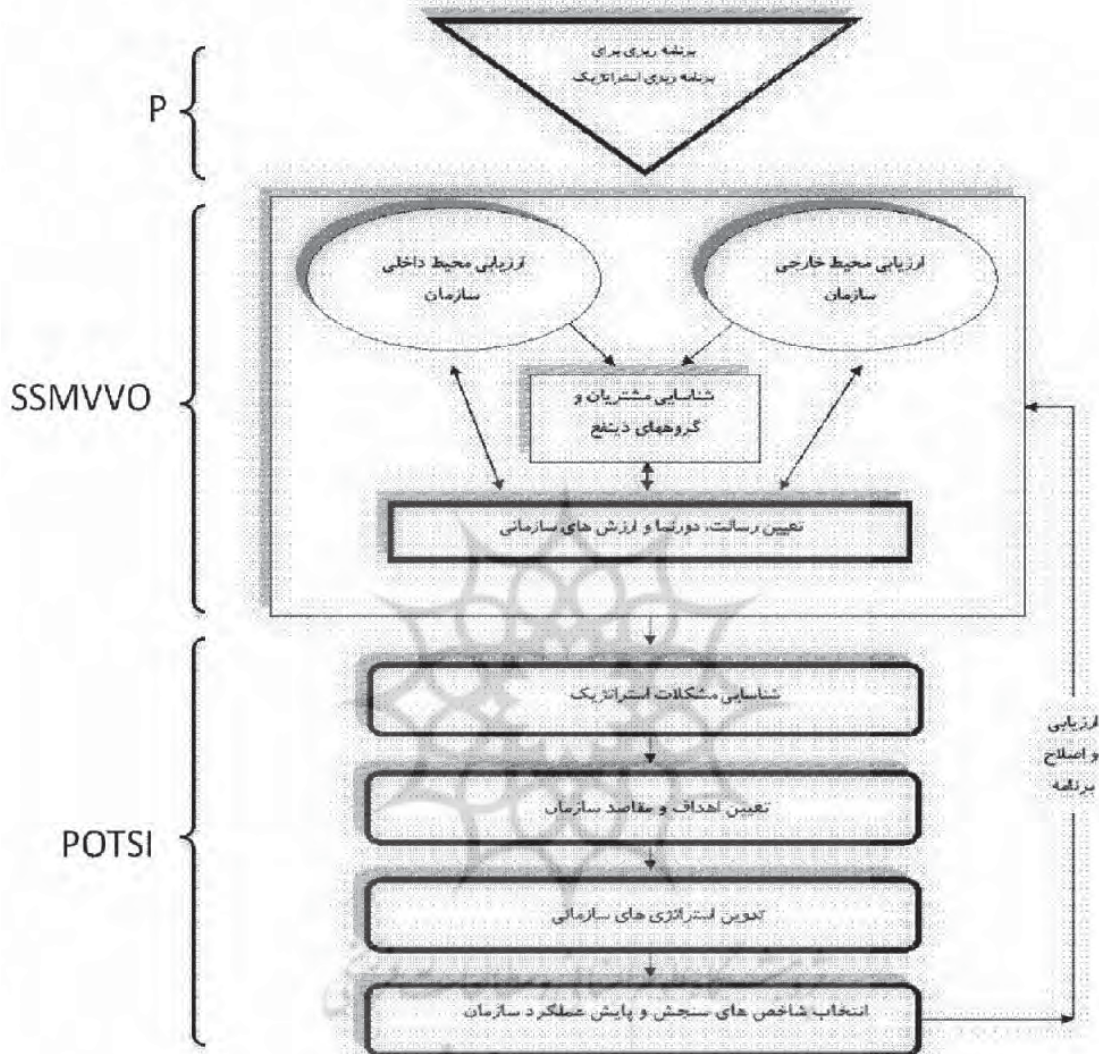 برنامه ریزی برای
برنامه ریزی استراتژیک
P
ارزیابی محیط خارجی
سازمان
ارزیابی محیط داخلی
سازمان
SSMVVO
شناسایی مشتریان و
گروههای ذینفع
تعیین رسالت، دورنما و ارزش های سازمانی
شناسایی مشکلات استراتژیک
ارزیابی
و اصلاح
برنامه
تعیین اهداف و مقاصد سازمان
POTSI
تدوین استراتژی های سازمانی
انتخاب شاخص های سنجش و پایش عملکرد سازمان